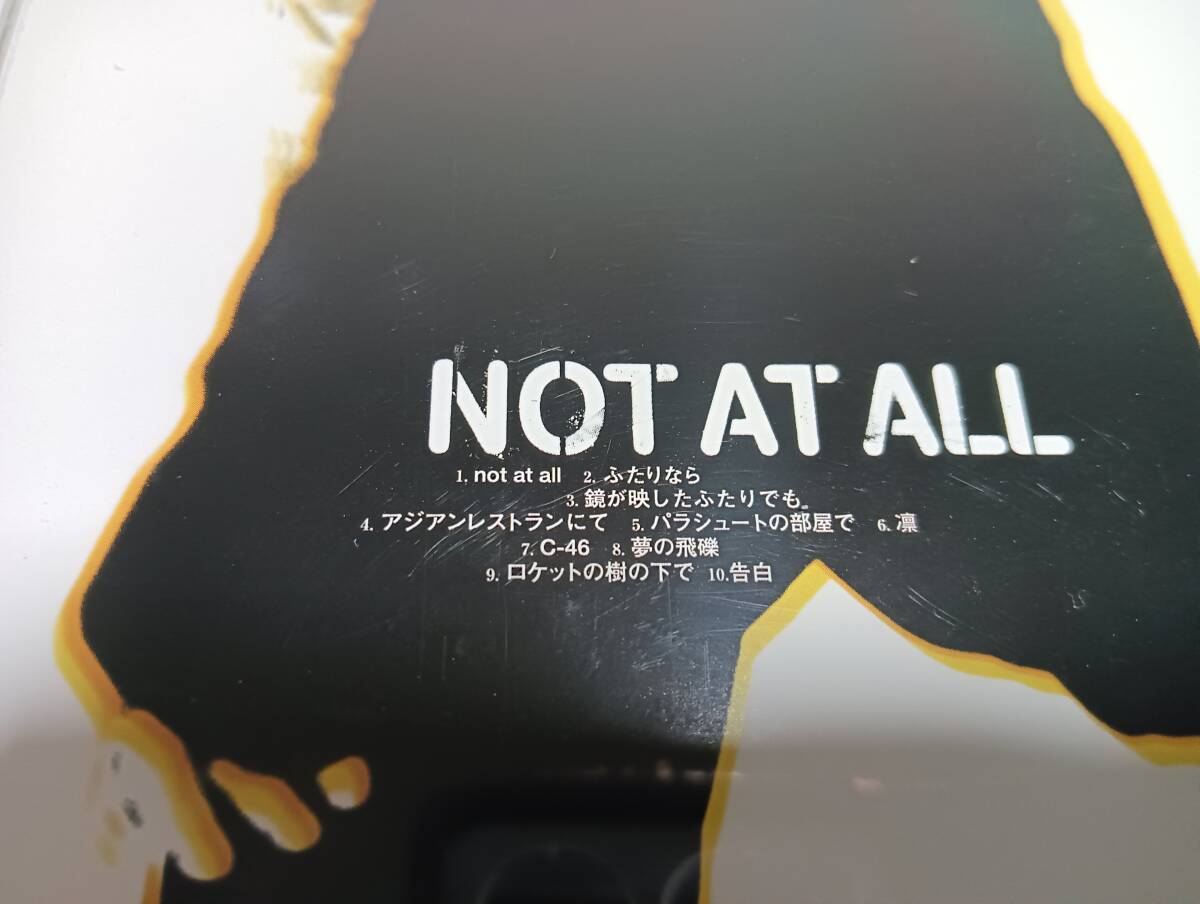 NOT AT ALL
1. not at all 2. ふたりなら
3. 鏡が映したふたりでも
4. アジアンレストランにて 5. パラシュートの部屋で 6. 凛
7. C-46 8. 夢の飛礫
9. ロケットの樹の下で 10. 告白